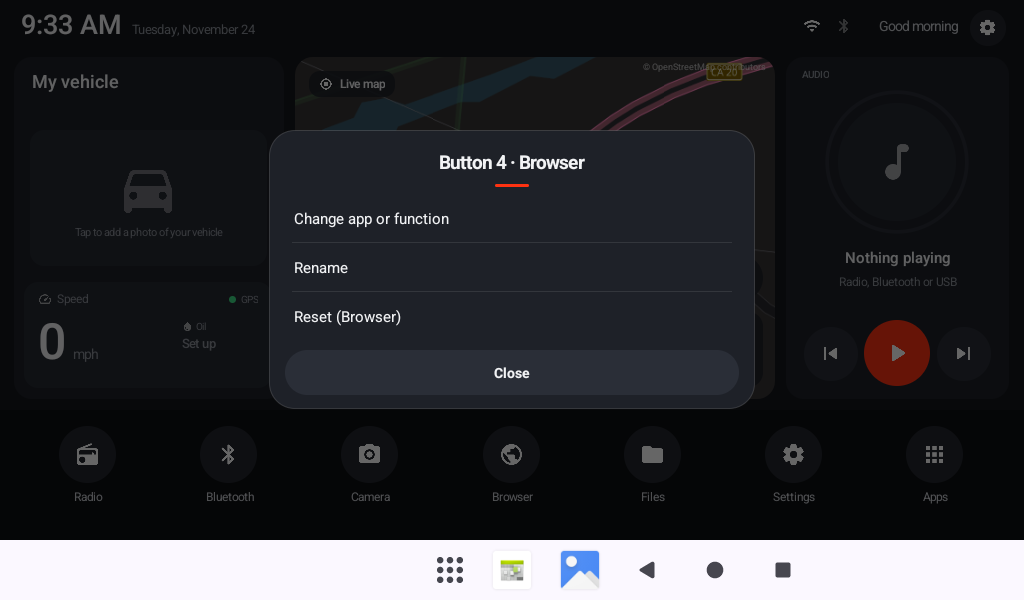 9:33 AM
Tuesday, November 24
Good morning
My vehicle
Live map
© OpenStreetMap contributors
CA 20
AUDIO
Button 4 · Browser
Change app or function
Rename
Reset (Browser)
Close
Tap to add a photo of your vehicle
Speed
GPS
0 mph
Oil
Set up
Nothing playing
Radio, Bluetooth or USB
Radio
Bluetooth
Camera
Browser
Files
Settings
Apps